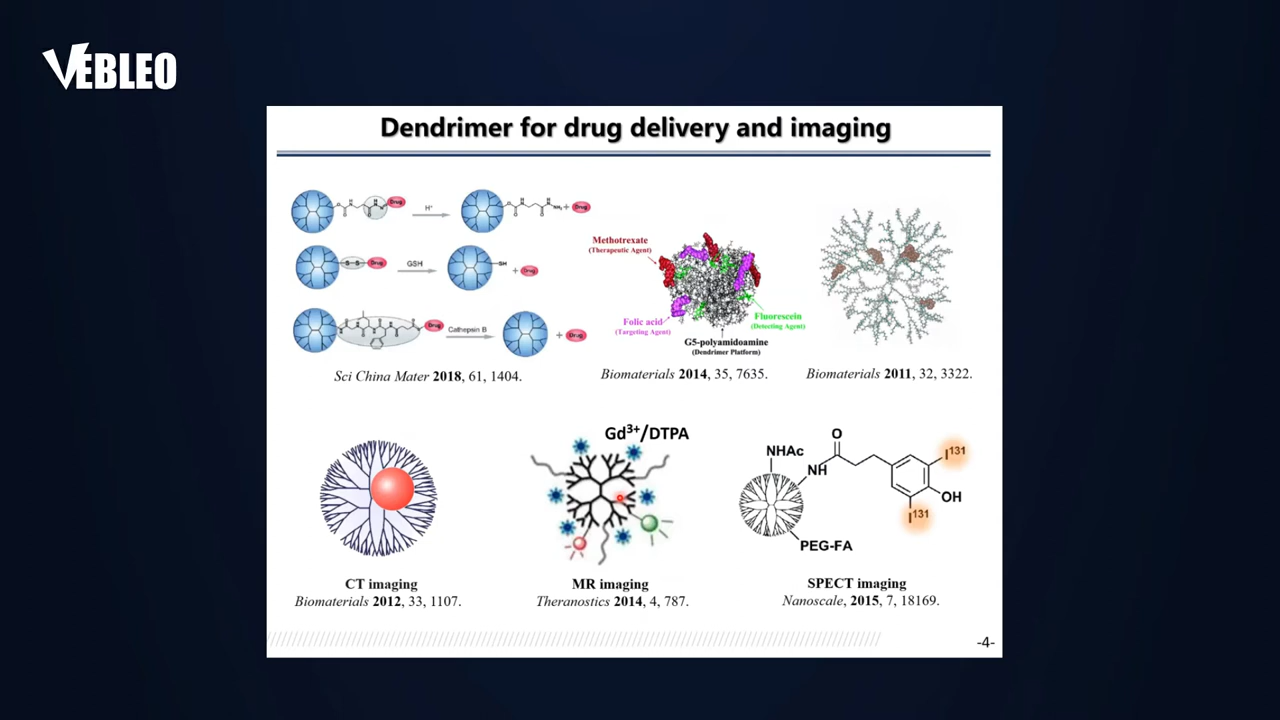 VEBLEO
Dendrimer for drug delivery and imaging
Drug
H⁺
NH₂
+
Drug
S
S
Drug
GSH
SH
+
Drug
Drug
Cathepsin B
+
Drug
Sci China Mater 2018, 61, 1404.
Methotrexate
(Therapeutic Agent)
Folic acid
(Targeting Agent)
Fluorescein
(Detecting Agent)
G5-polyamidoamine
(Dendrimer Platform)
Biomaterials 2014, 35, 7635.
Biomaterials 2011, 32, 3322.
CT imaging
Biomaterials 2012, 33, 1107.
Gd³⁺/DTPA
MR imaging
Theranostics 2014, 4, 787.
NHAc
NH
O
I¹³¹
OH
I¹³¹
PEG-FA
SPECT imaging
Nanoscale, 2015, 7, 18169.
-4-